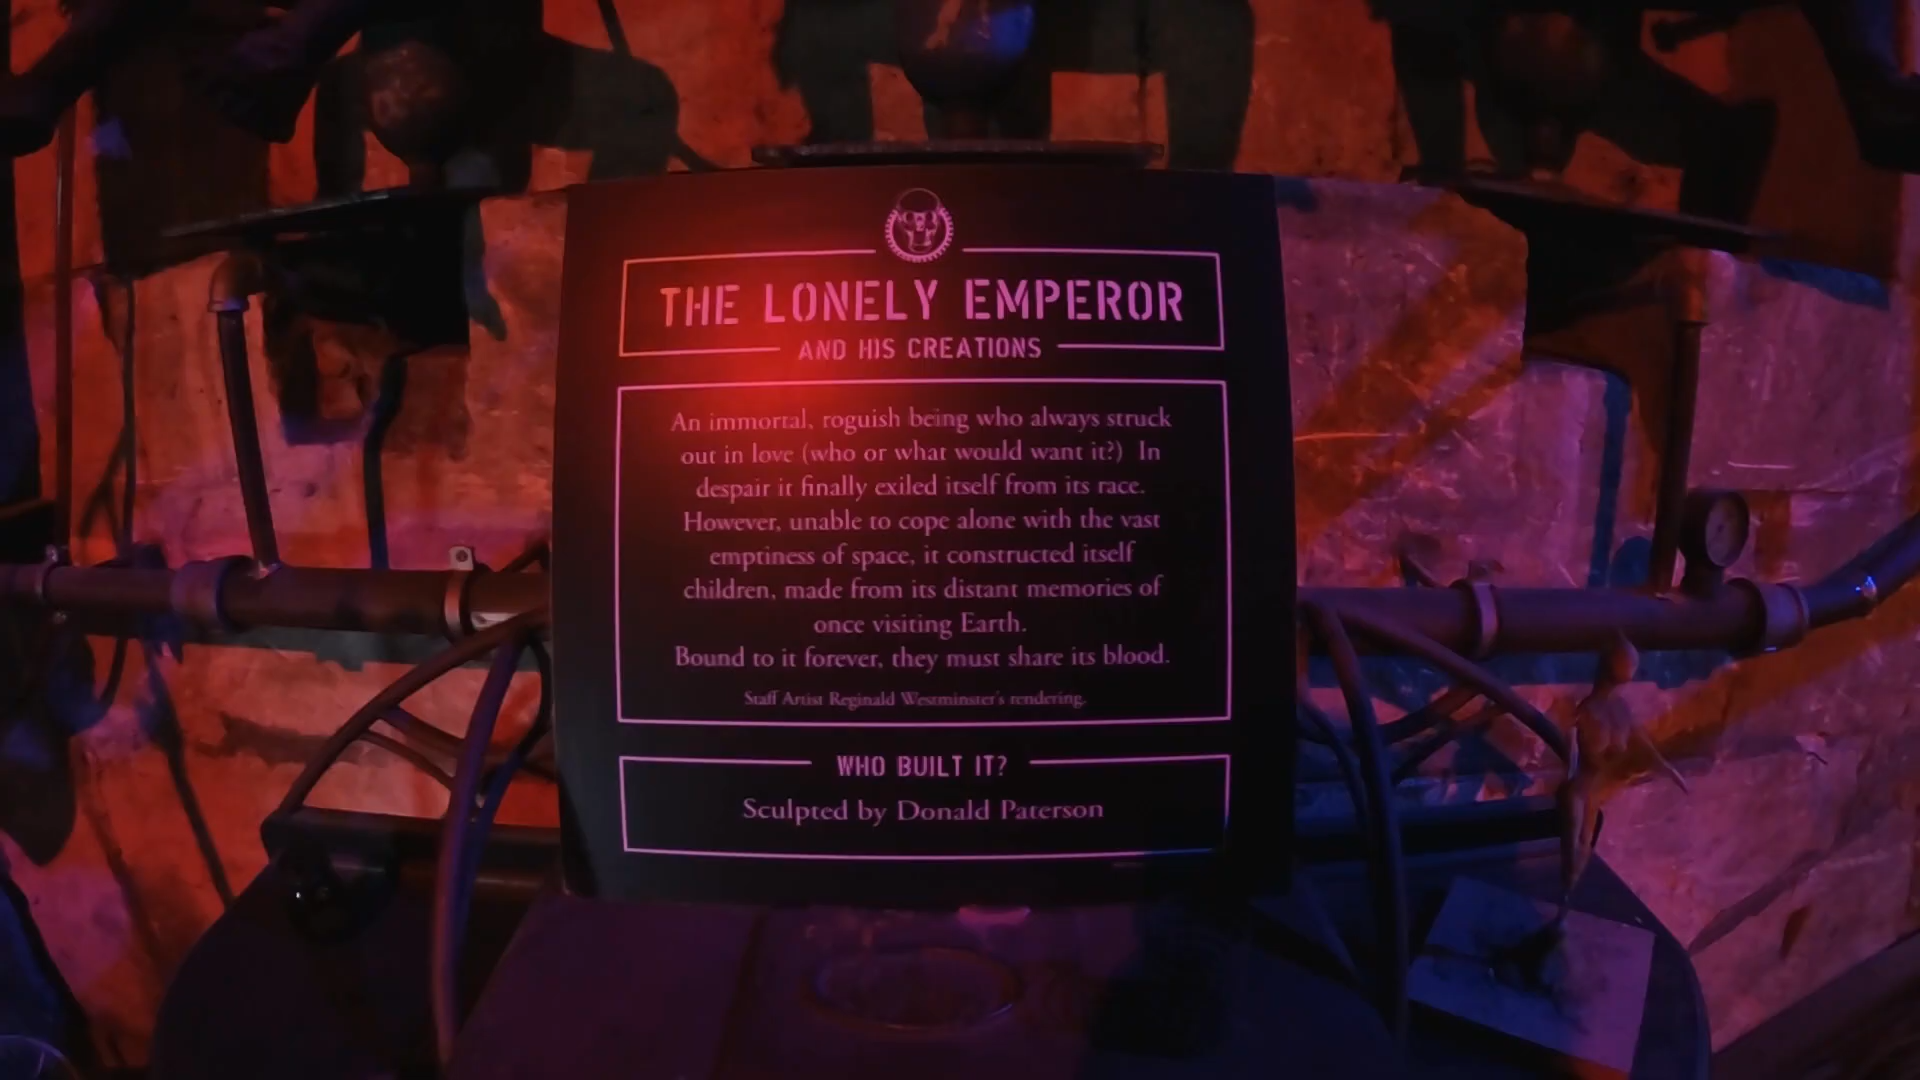 THE LONELY EMPEROR
AND HIS CREATIONS
An immortal, roguish being who always struck
out in love (who or what would want it?) In
despair it finally exiled itself from its race.
However, unable to cope alone with the vast
emptiness of space, it constructed itself
children, made from its distant memories of
once visiting Earth.
Bound to it forever, they must share its blood.
Staff Artist Reginald Westminster's rendering.
WHO BUILT IT?
Sculpted by Donald Paterson